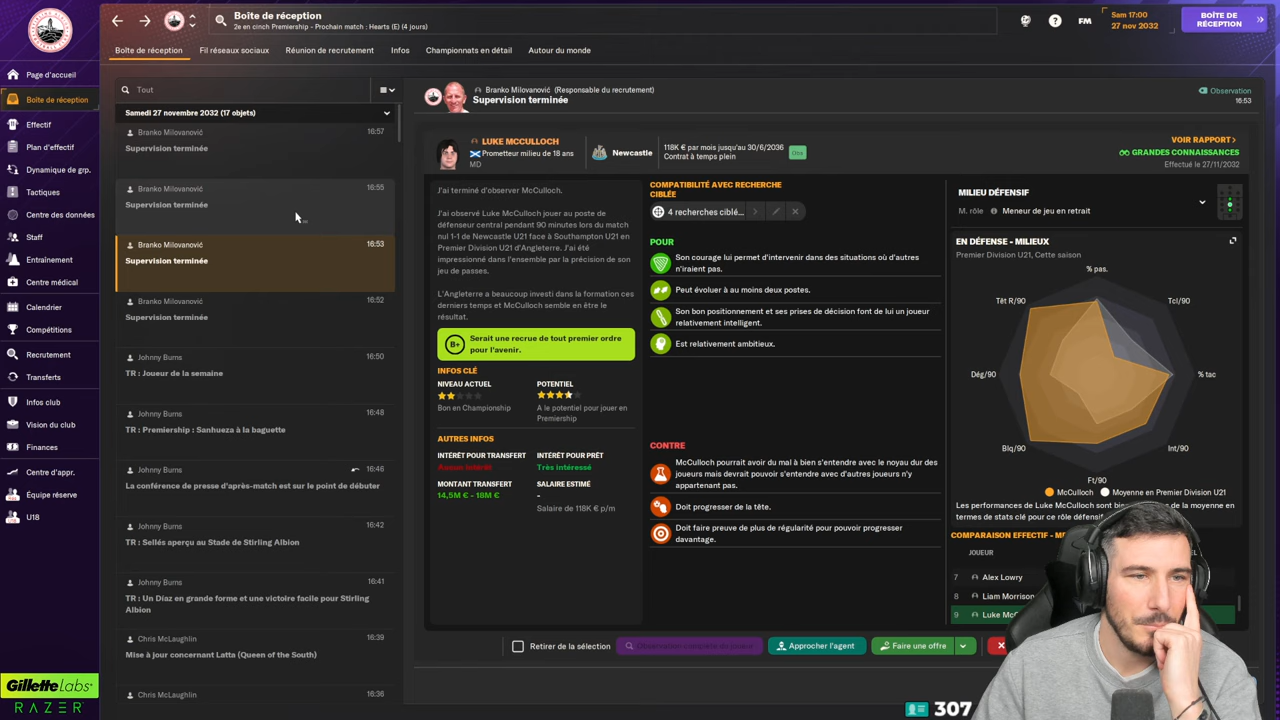 Boîte de réception
2e en cinch Premiership - Prochain match : Hearts (E) (4 jours)
FM
Sam 17:00
27 nov 2032
BOÎTE DE
RÉCEPTION
Boîte de réception
Fil réseaux sociaux
Réunion de recrutement
Infos
Championnats en détail
Autour du monde
Page d'accueil
Boîte de réception
Effectif
Plan d'effectif
Dynamique de grp.
Tactiques
Centre des données
Staff
Entraînement
Centre médical
Calendrier
Compétitions
Recrutement
Transferts
Infos club
Vision du club
Finances
Centre d'appr.
Équipe réserve
U18
Gillette LABS
RAZER
Tout
Samedi 27 novembre 2032 (17 objets)
Branko Milovanović 16:57
Supervision terminée
Branko Milovanović 16:55
Supervision terminée
Branko Milovanović 16:53
Supervision terminée
Branko Milovanović 16:52
Supervision terminée
Johnny Burns 16:50
TR : Joueur de la semaine
Johnny Burns 16:48
TR : Premiership : Sanhueza à la baguette
Johnny Burns 16:46
La conférence de presse d'après-match est sur le point de débuter
Johnny Burns 16:42
TR : Sellés aperçu au Stade de Stirling Albion
Johnny Burns 16:41
TR : Un Díaz en grande forme et une victoire facile pour Stirling
Albion
Chris McLaughlin 16:39
Mise à jour concernant Latta (Queen of the South)
Chris McLaughlin 16:36
Branko Milovanović (Responsable du recrutement)
Supervision terminée
Observation
16:53
LUKE MCCULLOCH
Prometteur milieu de 18 ans
MD
Newcastle
118K € par mois jusqu'au 30/6/2036
Contrat à temps plein
Obs
VOIR RAPPORT >
GRANDES CONNAISSANCES
Effectué le 27/11/2032
J'ai terminé d'observer McCulloch.
J'ai observé Luke McCulloch jouer au poste de
défenseur central pendant 90 minutes lors du match
nul 1-1 de Newcastle U21 face à Southampton U21 en
Premier Division U21 d'Angleterre. J'ai été
impressionné dans l'ensemble par la précision de son
jeu de passes.
L'Angleterre a beaucoup investi dans la formation ces
derniers temps et McCulloch semble en être le
résultat.
B+
Serait une recrue de tout premier ordre
pour l'avenir.
INFOS CLÉ
NIVEAU ACTUEL
Bon en Championship
POTENTIEL
A le potentiel pour jouer en
Premiership
AUTRES INFOS
INTÉRÊT POUR TRANSFERT
Aucun intérêt
INTÉRÊT POUR PRÊT
Très intéressé
MONTANT TRANSFERT
14,5M € - 18M €
SALAIRE ESTIMÉ
-
Salaire de 118K € p/m
COMPATIBILITÉ AVEC RECHERCHE
CIBLÉE
4 recherches ciblé...
POUR
Son courage lui permet d'intervenir dans des situations où d'autres
n'iraient pas.
Peut évoluer à au moins deux postes.
Son bon positionnement et ses prises de décision font de lui un joueur
relativement intelligent.
Est relativement ambitieux.
CONTRE
McCulloch pourrait avoir du mal à bien s'entendre avec le noyau dur des
joueurs mais devrait pouvoir s'entendre avec d'autres joueurs n'y
appartenant pas.
Doit progresser de la tête.
Doit faire preuve de plus de régularité pour pouvoir progresser
davantage.
MILIEU DÉFENSIF
M. rôle
Meneur de jeu en retrait
EN DÉFENSE - MILIEUX
Premier Division U21, Cette saison
% pas.
Têt R/90
Tcl/90
Dég/90
% tac
Blq/90
Int/90
Ft/90
McCulloch
Moyenne en Premier Division U21
Les performances de Luke McCulloch sont
de la moyenne en
termes de stats clé pour ce rôle
COMPARAISON EFFECTIF -
JOUEUR
7 Alex Lowry
8 Liam Morrison
9
Retirer de la sélection
Observation complète du joueur
Approcher l'agent
Faire une offre
307